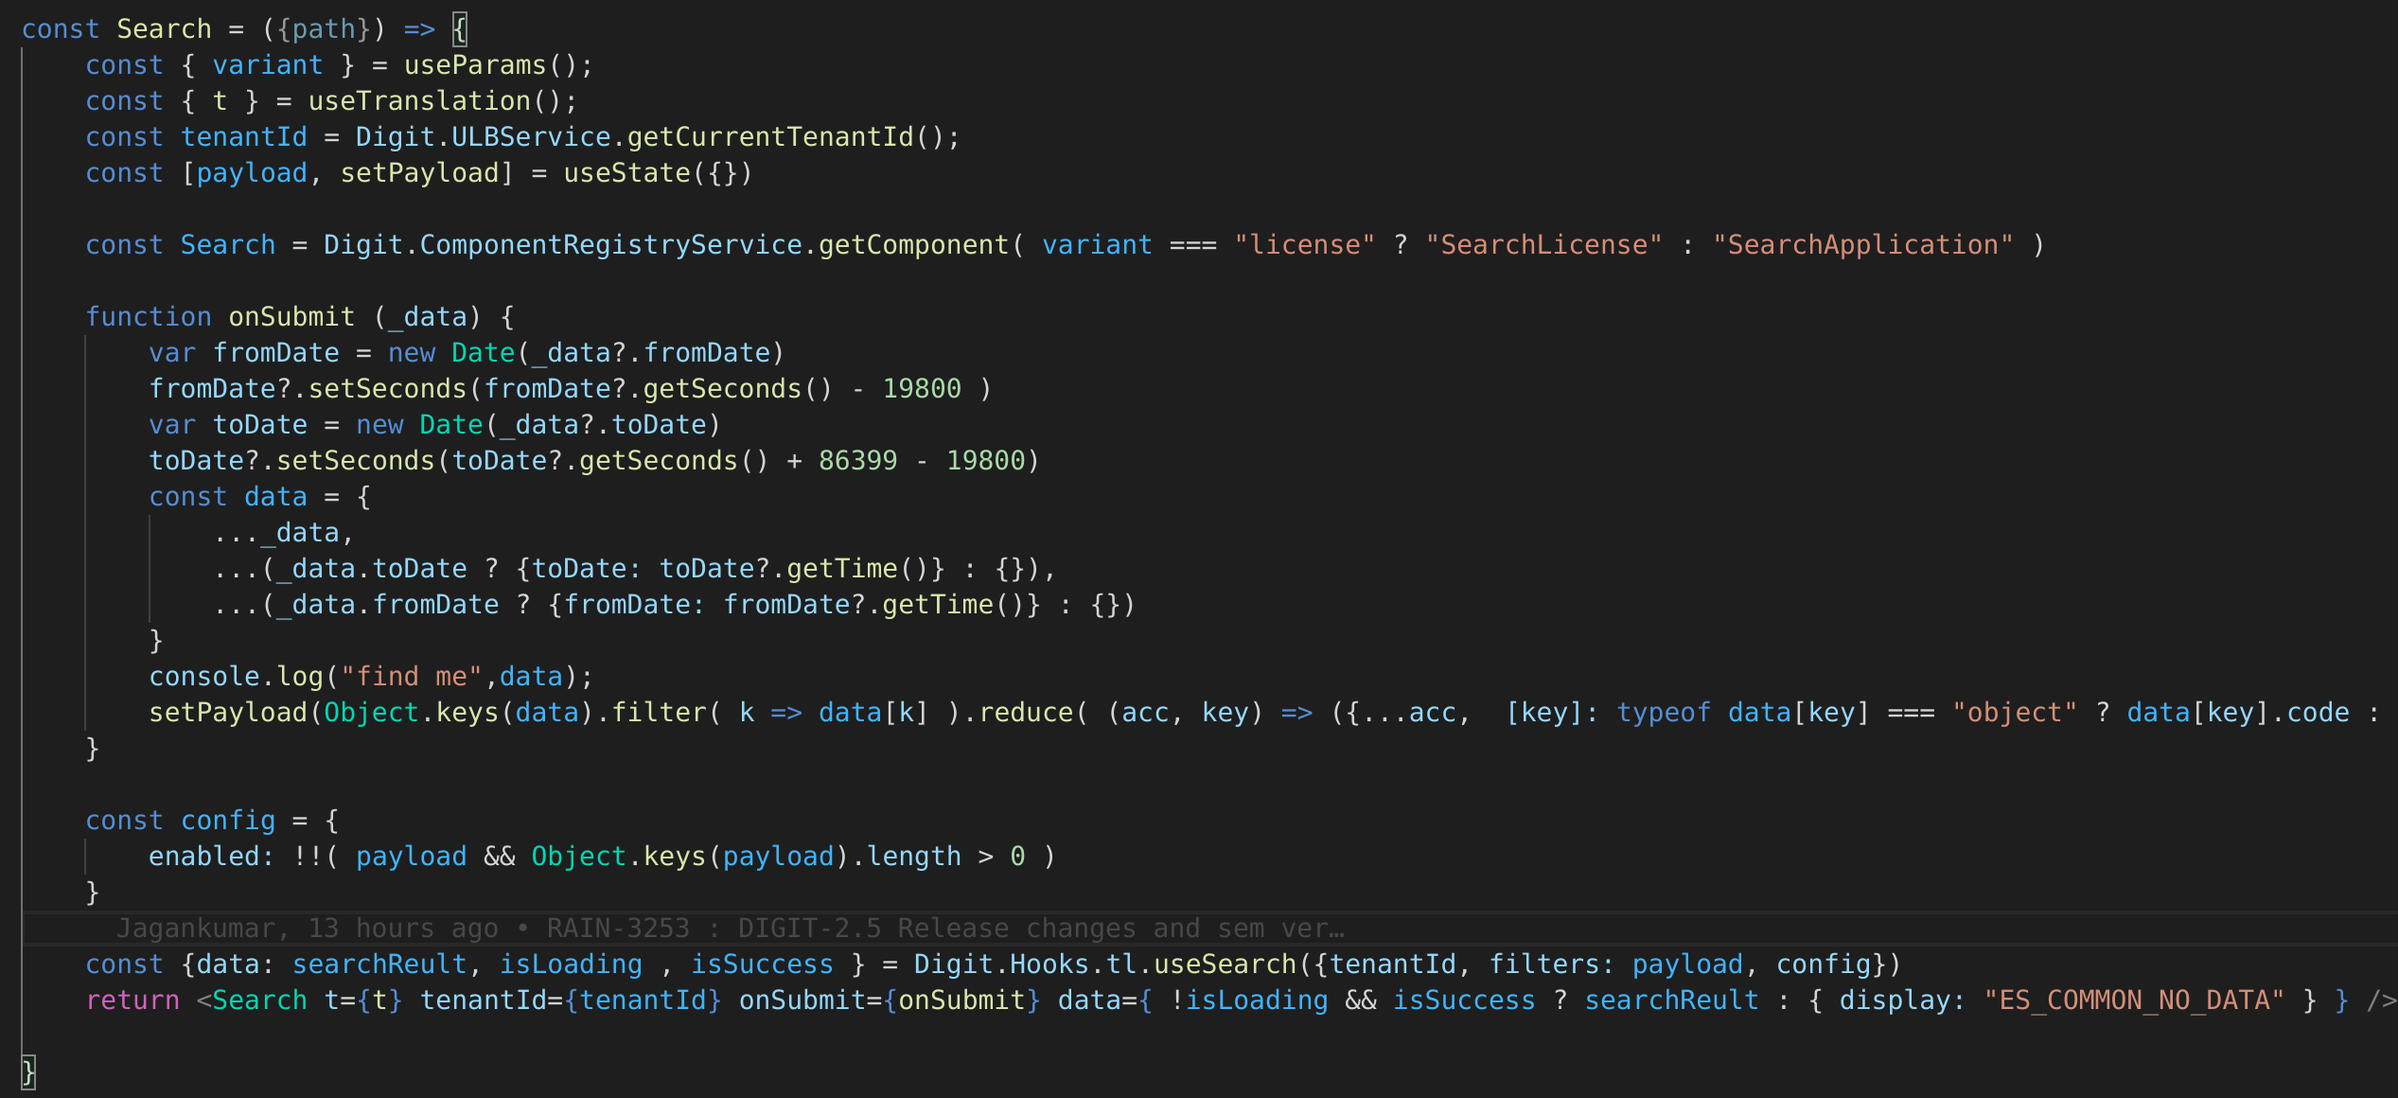 const Search = ({path}) => {
    const { variant } = useParams();
    const { t } = useTranslation();
    const tenantId = Digit.ULBService.getCurrentTenantId();
    const [payload, setPayload] = useState({})

    const Search = Digit.ComponentRegistryService.getComponent( variant === "license" ? "SearchLicense" : "SearchApplication" )

    function onSubmit (_data) {
        var fromDate = new Date(_data?.fromDate)
        fromDate?.setSeconds(fromDate?.getSeconds() - 19800 )
        var toDate = new Date(_data?.toDate)
        toDate?.setSeconds(toDate?.getSeconds() + 86399 - 19800)
        const data = {
            ..._data,
            ...(_data.toDate ? {toDate: toDate?.getTime()} : {}),
            ...(_data.fromDate ? {fromDate: fromDate?.getTime()} : {})
        }
        console.log("find me",data);
        setPayload(Object.keys(data).filter( k => data[k] ).reduce( (acc, key) => ({...acc,  [key]: typeof data[key] === "object" ? data[key].code :
    }

    const config = {
        enabled: !!( payload && Object.keys(payload).length > 0 )
    }
      Jagankumar, 13 hours ago • RAIN-3253 : DIGIT-2.5 Release changes and sem ver…
    const {data: searchReult, isLoading , isSuccess } = Digit.Hooks.tl.useSearch({tenantId, filters: payload, config})
    return <Search t={t} tenantId={tenantId} onSubmit={onSubmit} data={ !isLoading && isSuccess ? searchReult : { display: "ES_COMMON_NO_DATA" } } />

}